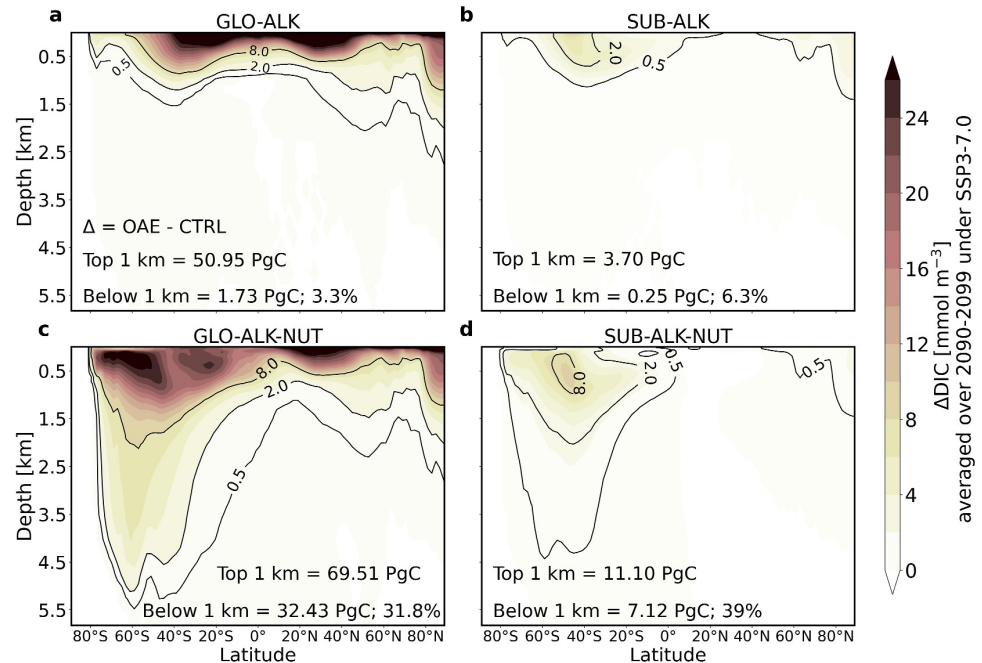 a
GLO-ALK
b
SUB-ALK
0.5
1.5
2.5
3.5
4.5
5.5
Depth [km]
0.5
8.0
2.0
Δ = OAE - CTRL
Top 1 km = 50.95 PgC
Below 1 km = 1.73 PgC; 3.3%
2.0
0.5
Top 1 km = 3.70 PgC
Below 1 km = 0.25 PgC; 6.3%
c
GLO-ALK-NUT
d
SUB-ALK-NUT
0.5
1.5
2.5
3.5
4.5
5.5
Depth [km]
8.0
2.0
0.5
Top 1 km = 69.51 PgC
Below 1 km = 32.43 PgC; 31.8%
80°S 60°S 40°S 20°S 0° 20°N 40°N 60°N 80°N
Latitude
8.0
2.0
0.5
0.5
Top 1 km = 11.10 PgC
Below 1 km = 7.12 PgC; 39%
80°S 60°S 40°S 20°S 0° 20°N 40°N 60°N 80°N
Latitude
24
20
16
12
8
4
0
ΔDIC [mmol m⁻³]
averaged over 2090-2099 under SSP3-7.0